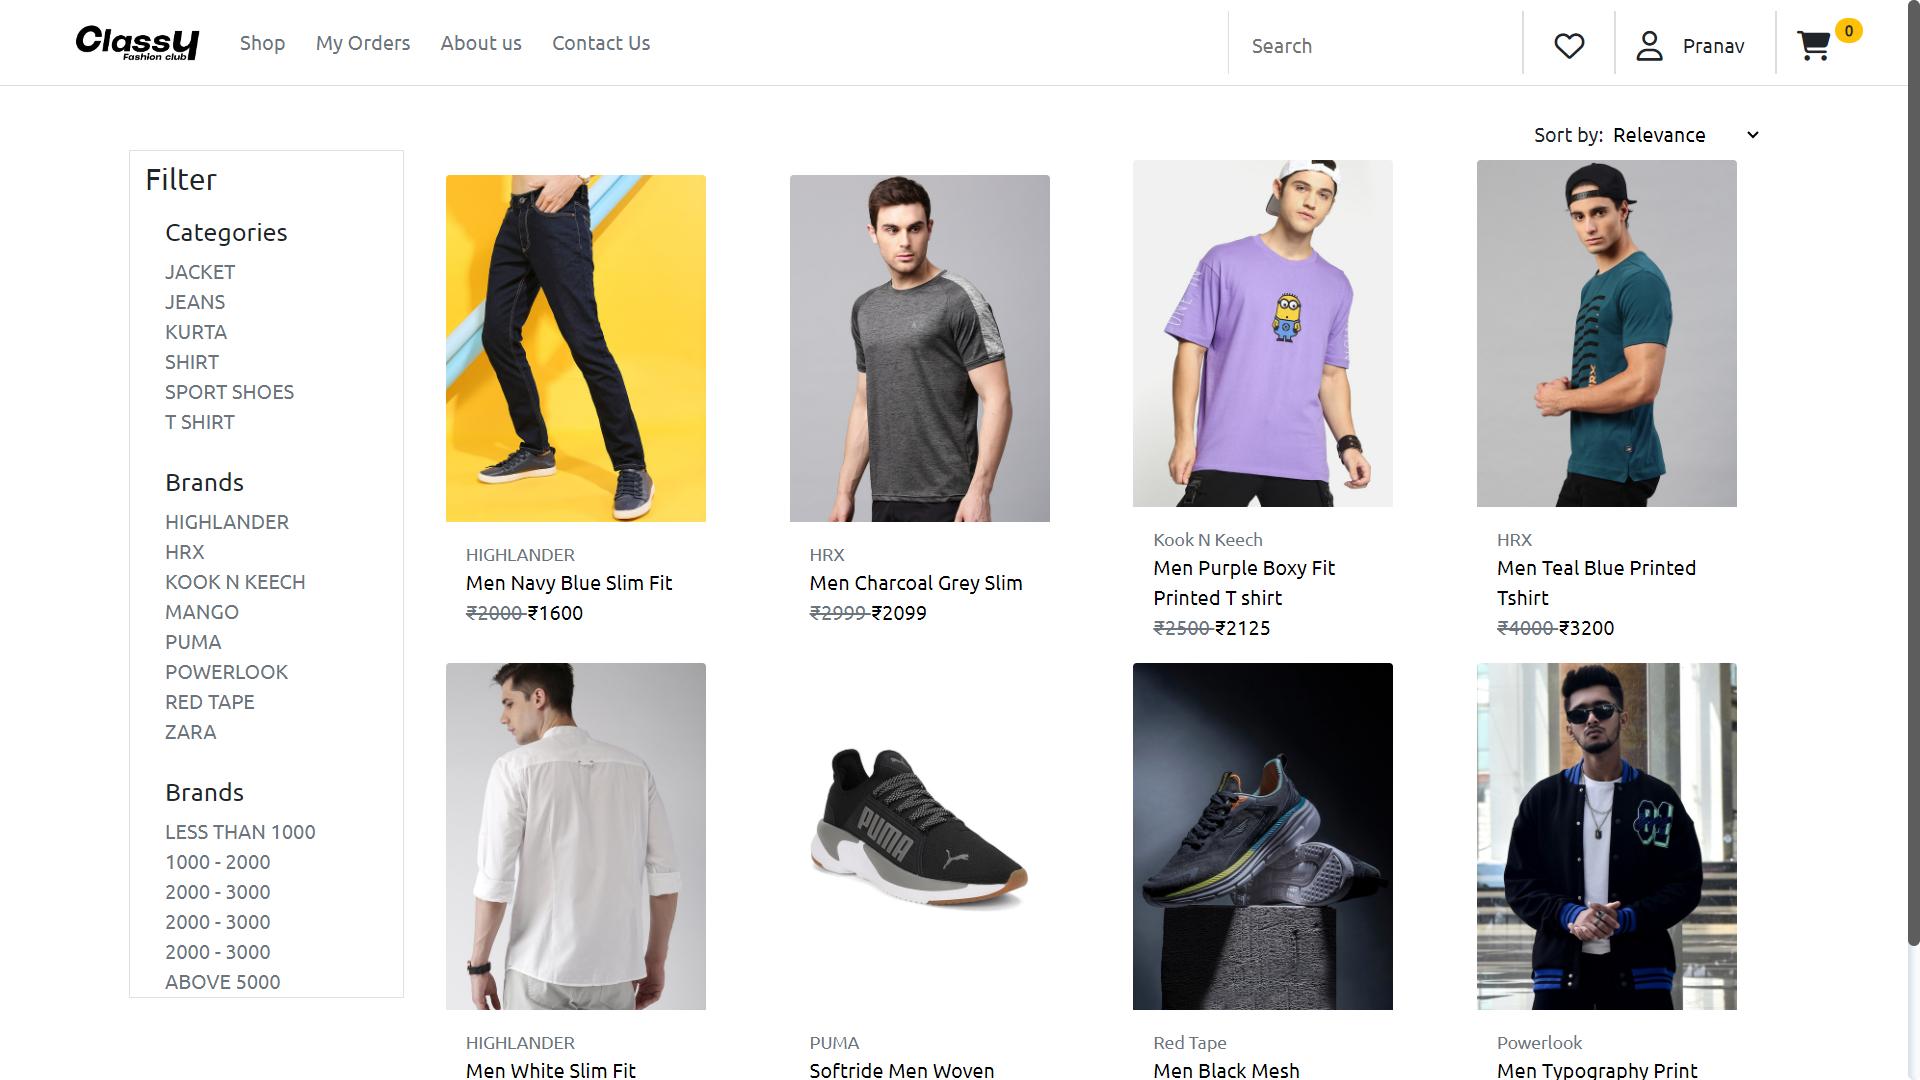 Classy
Fashion club
Shop
My Orders
About us
Contact Us
Search
Pranav
0
Sort by: Relevance
Filter
Categories
JACKET
JEANS
KURTA
SHIRT
SPORT SHOES
T SHIRT
Brands
HIGHLANDER
HRX
KOOK N KEECH
MANGO
PUMA
POWERLOOK
RED TAPE
ZARA
Brands
LESS THAN 1000
1000 - 2000
2000 - 3000
2000 - 3000
2000 - 3000
ABOVE 5000
HIGHLANDER
Men Navy Blue Slim Fit
₹2000 ₹1600
HRX
Men Charcoal Grey Slim
₹2999 ₹2099
Kook N Keech
Men Purple Boxy Fit
Printed T shirt
₹2500 ₹2125
HRX
HRX
Men Teal Blue Printed
Tshirt
₹4000 ₹3200
HIGHLANDER
Men White Slim Fit
PUMA
PUMA
Softride Men Woven
Red Tape
Men Black Mesh
Powerlook
Men Typography Print